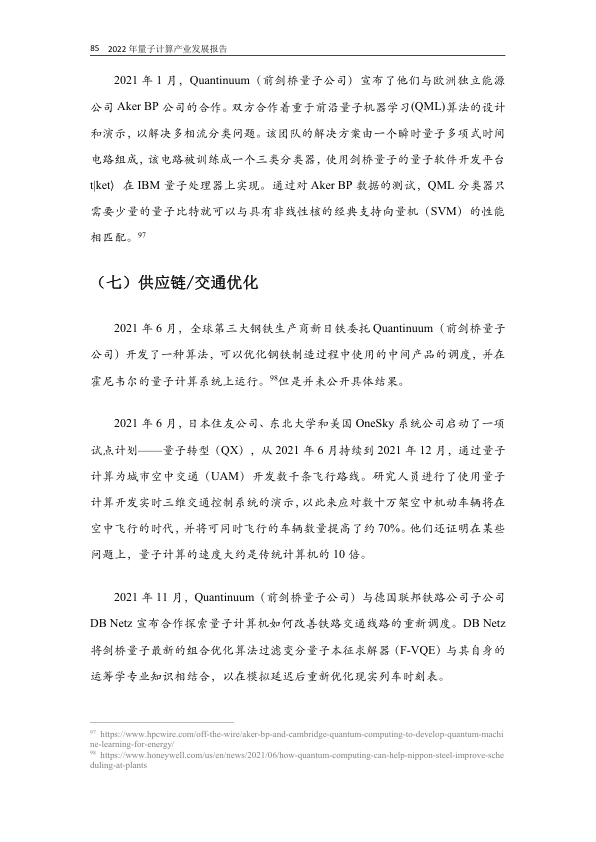 85 2022 年量子计算产业发展报告
2021 年 1 月，Quantinuum（前剑桥量子公司）宣布了他们与欧洲独立能源
公司 Aker BP 公司的合作。双方合作着重于前沿量子机器学习(QML)算法的设计
和演示，以解决多相流分类问题。该团队的解决方案由一个瞬时量子多项式时间
电路组成，该电路被训练成一个三类分类器，使用剑桥量子的量子软件开发平台
t|ket〉在 IBM 量子处理器上实现。通过对 Aker BP 数据的测试，QML 分类器只
需要少量的量子比特就可以与具有非线性核的经典支持向量机（SVM）的性能
相匹配。97
（七）供应链/交通优化
2021 年 6 月，全球第三大钢铁生产商新日铁委托 Quantinuum（前剑桥量子
公司）开发了一种算法，可以优化钢铁制造过程中使用的中间产品的调度，并在
霍尼韦尔的量子计算系统上运行。98但是并未公开具体结果。
2021 年 6 月，日本住友公司、东北大学和美国 OneSky 系统公司启动了一项
试点计划——量子转型（QX），从 2021 年 6 月持续到 2021 年 12 月，通过量子
计算为城市空中交通（UAM）开发数千条飞行路线。研究人员进行了使用量子
计算开发实时三维交通控制系统的演示，以此来应对数十万架空中机动车辆将在
空中飞行的时代，并将可同时飞行的车辆数量提高了约 70%。他们还证明在某些
问题上，量子计算的速度大约是传统计算机的 10 倍。
2021 年 11 月，Quantinuum（前剑桥量子公司）与德国联邦铁路公司子公司
DB Netz 宣布合作探索量子计算机如何改善铁路交通线路的重新调度。DB Netz
将剑桥量子最新的组合优化算法过滤变分量子本征求解器（F-VQE）与其自身的
运筹学专业知识相结合，以在模拟延迟后重新优化现实列车时刻表。
97 https://www.hpcwire.com/off-the-wire/aker-bp-and-cambridge-quantum-computing-to-develop-quantum-machi
ne-learning-for-energy/
98 https://www.honeywell.com/us/en/news/2021/06/how-quantum-computing-can-help-nippon-steel-improve-sche
duling-at-plants